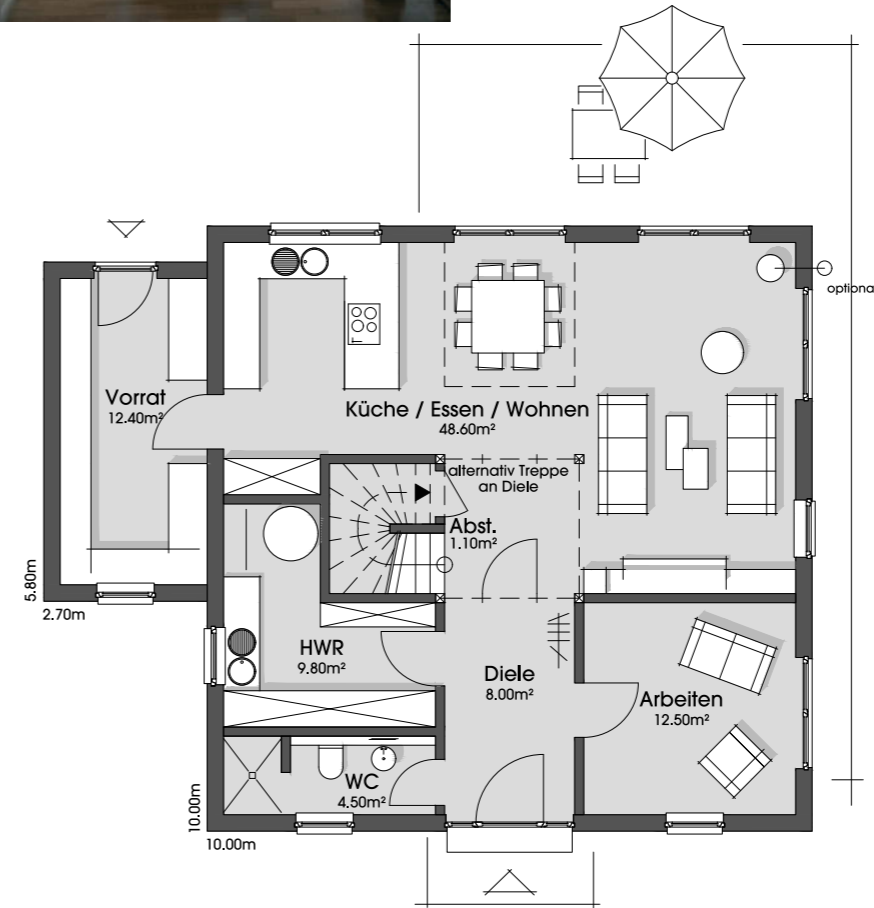 optiona
Vorrat
12.40m²
Küche / Essen / Wohnen
48.60m²
alternativ Treppe
an Diele
Abst.
1.10m²
5.80m
2.70m
HWR
9.80m²
Diele
8.00m²
Arbeiten
12.50m²
WC
4.50m²
10.00m
10.00m